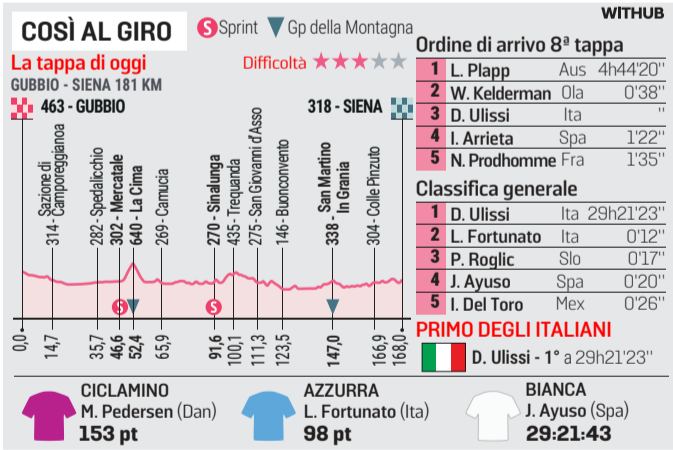 WITHUB
COSÌ AL GIRO
S Sprint Gp della Montagna
La tappa di oggi
Difficoltà
GUBBIO - SIENA 181 KM
463 - GUBBIO
318 - SIENA
Sazione di
314 - Camporeggianoa
282 - Spedalicchio
302 - Mercatale
640 - La Cima
269 - Camucia
270 - Sinalunga
435 - Trequanda
275 - San Giovanni d'Asso
146 - Buonconvento
338 - San Martino
In Grania
304 - Colle Pinzuto
S
S
0,0
14,7
35,7
46,6
52,4
65,9
91,6
100,1
111,3
123,5
147,0
166,9
168,0
Ordine di arrivo 8ª tappa
1 L. Plapp Aus 4h44'20"
2 W. Kelderman Ola 0'38"
3 D. Ulissi Ita "
4 I. Arrieta Spa 1'22"
5 N. Prodhomme Fra 1'35"
Classifica generale
1 D. Ulissi Ita 29h21'23"
2 L. Fortunato Ita 0'12"
3 P. Roglic Slo 0'17"
4 J. Ayuso Spa 0'20"
5 I. Del Toro Mex 0'26"
PRIMO DEGLI ITALIANI
D. Ulissi - 1° a 29h21'23"
CICLAMINO
M. Pedersen (Dan)
153 pt
AZZURRA
L. Fortunato (Ita)
98 pt
BIANCA
J. Ayuso (Spa)
29:21:43